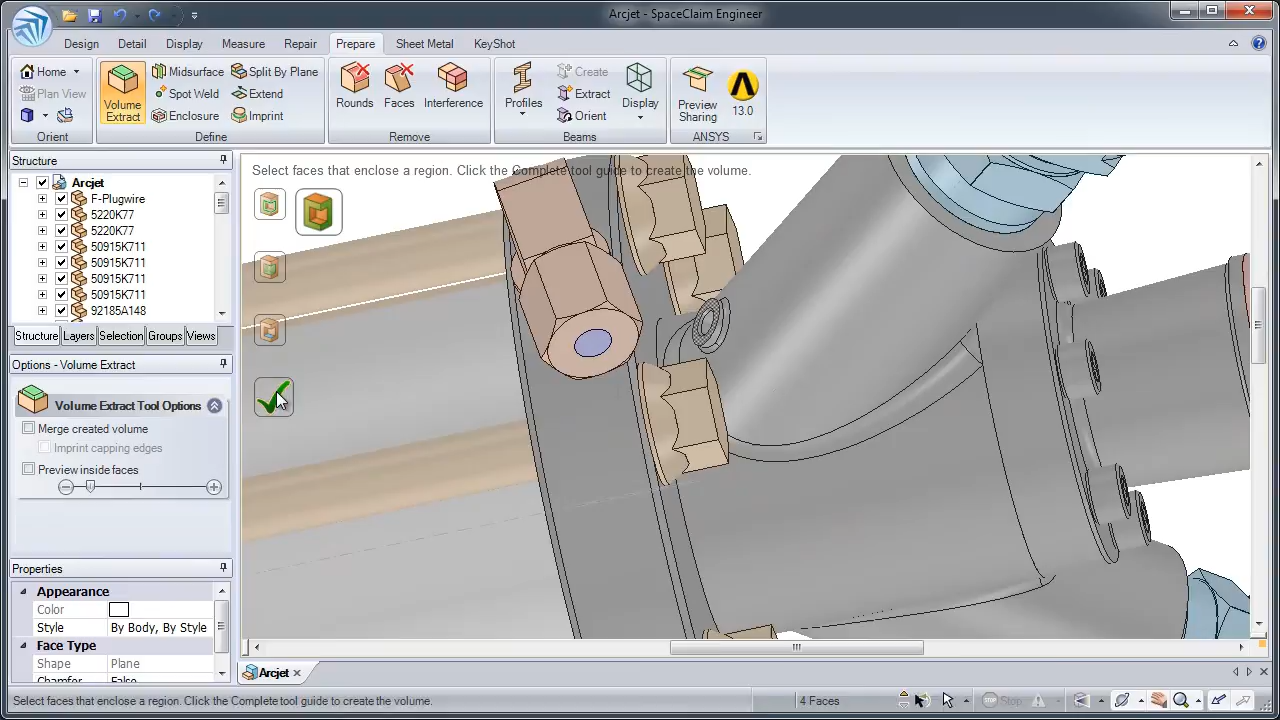 Arcjet - SpaceClaim Engineer
Design Detail Display Measure Repair Prepare Sheet Metal KeyShot
Home
Plan View
Orient
Volume Extract
Midsurface
Spot Weld
Enclosure
Split By Plane
Extend
Imprint
Define
Rounds
Faces
Interference
Remove
Profiles
Create
Extract
Orient
Display
Beams
Preview Sharing
13.0
ANSYS
Structure
Arcjet
F-Plugwire
5220K77
5220K77
50915K711
50915K711
50915K711
50915K711
92185A148
Structure Layers Selection Groups Views
Options - Volume Extract
Volume Extract Tool Options
Merge created volume
Imprint capping edges
Preview inside faces
Properties
Appearance
Color
Style By Body, By Style
Face Type
Shape Plane
Chamfer False
Select faces that enclose a region. Click the Complete tool guide to create the volume.
Arcjet
Select faces that enclose a region. Click the Complete tool guide to create the volume.
4 Faces
Stop